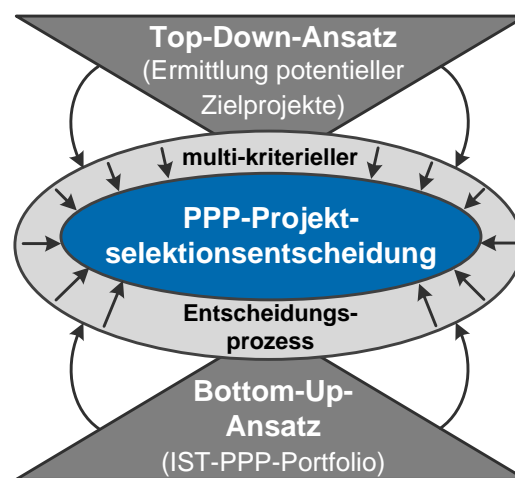 Top-Down-Ansatz
(Ermittlung potentieller
Zielprojekte)
multi-kriterieller
PPP-Projekt-
selektionsentscheidung
Entscheidungs-
prozess
Bottom-Up-
Ansatz
(IST-PPP-Portfolio)